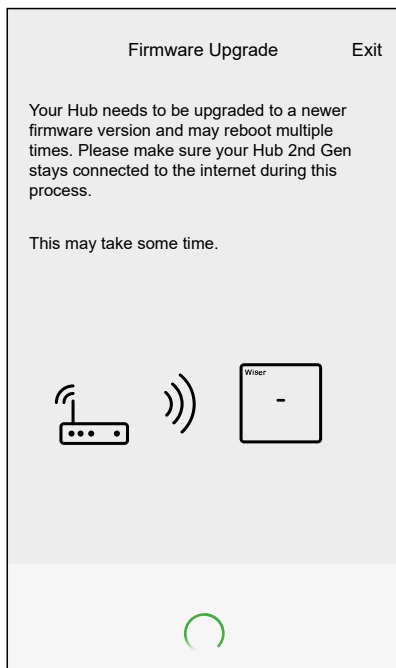 Firmware Upgrade Exit
Your Hub needs to be upgraded to a newer
firmware version and may reboot multiple
times. Please make sure your Hub 2nd Gen
stays connected to the internet during this
process.
This may take some time.
Wiser